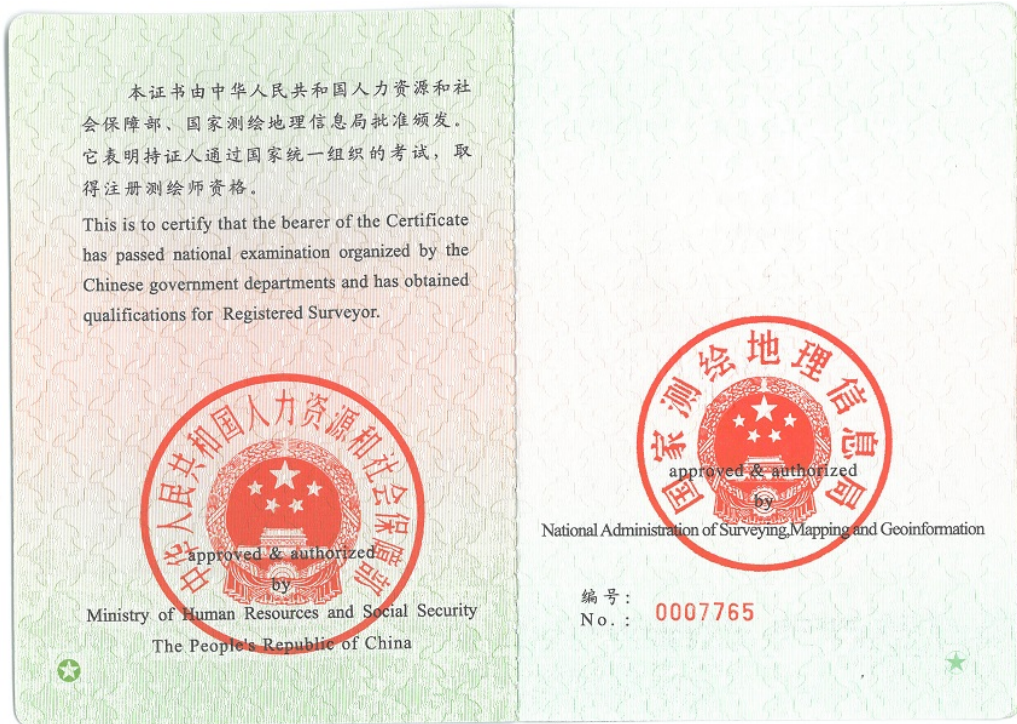 本证书由中华人民共和国人力资源和社
会保障部、国家测绘地理信息局批准颁发。
它表明持证人通过国家统一组织的考试，取
得注册测绘师资格。
This is to certify that the bearer of the Certificate
has passed national examination organized by the
Chinese government departments and has obtained
qualifications for Registered Surveyor.
中华人民共和国人力资源和社会保障部
approved & authorized
by
Ministry of Human Resources and Social Security
The People's Republic of China
国家测绘地理信息局
approved & authorized
by
National Administration of Surveying,Mapping and Geoinformation
编号：
No.： 0007765